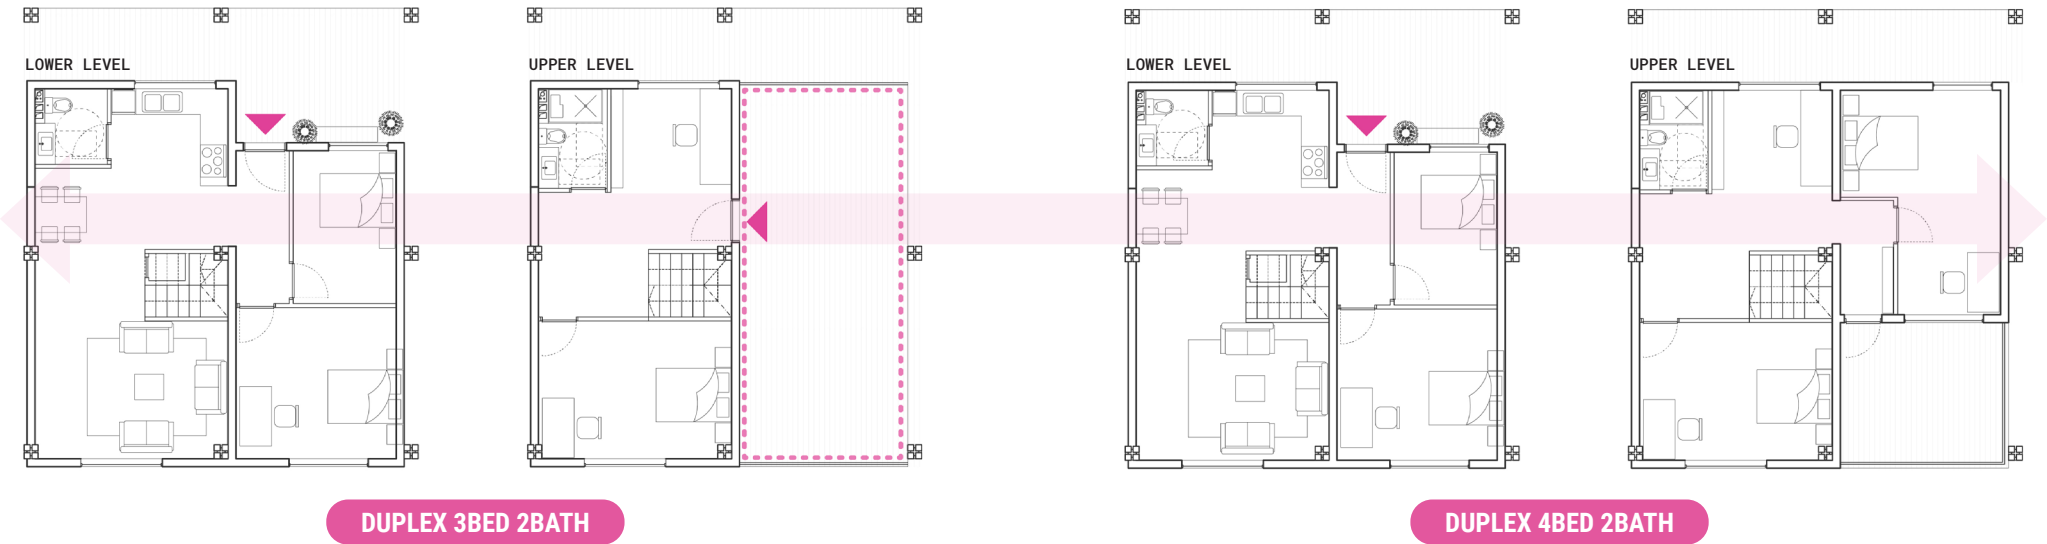 LOWER LEVEL
UPPER LEVEL
LOWER LEVEL
UPPER LEVEL
DUPLEX 3BED 2BATH
DUPLEX 4BED 2BATH